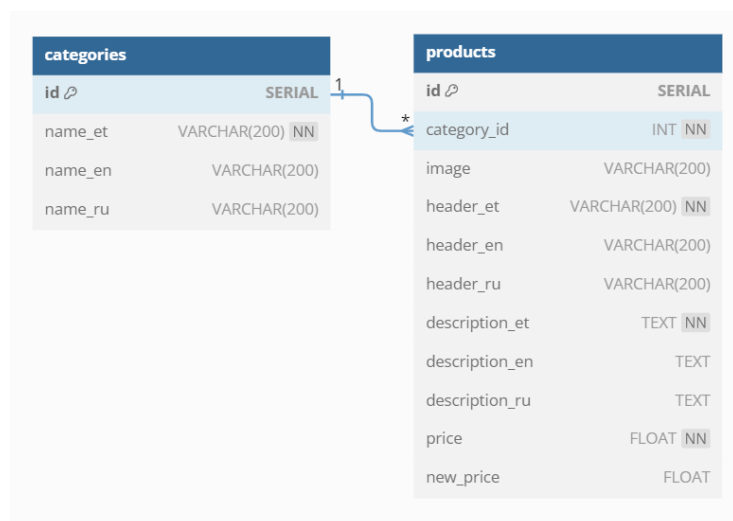 categories
id SERIAL
name_et VARCHAR(200) NN
name_en VARCHAR(200)
name_ru VARCHAR(200)
1
*
products
id SERIAL
category_id INT NN
image VARCHAR(200)
header_et VARCHAR(200) NN
header_en VARCHAR(200)
header_ru VARCHAR(200)
description_et TEXT NN
description_en TEXT
description_ru TEXT
price FLOAT NN
new_price FLOAT